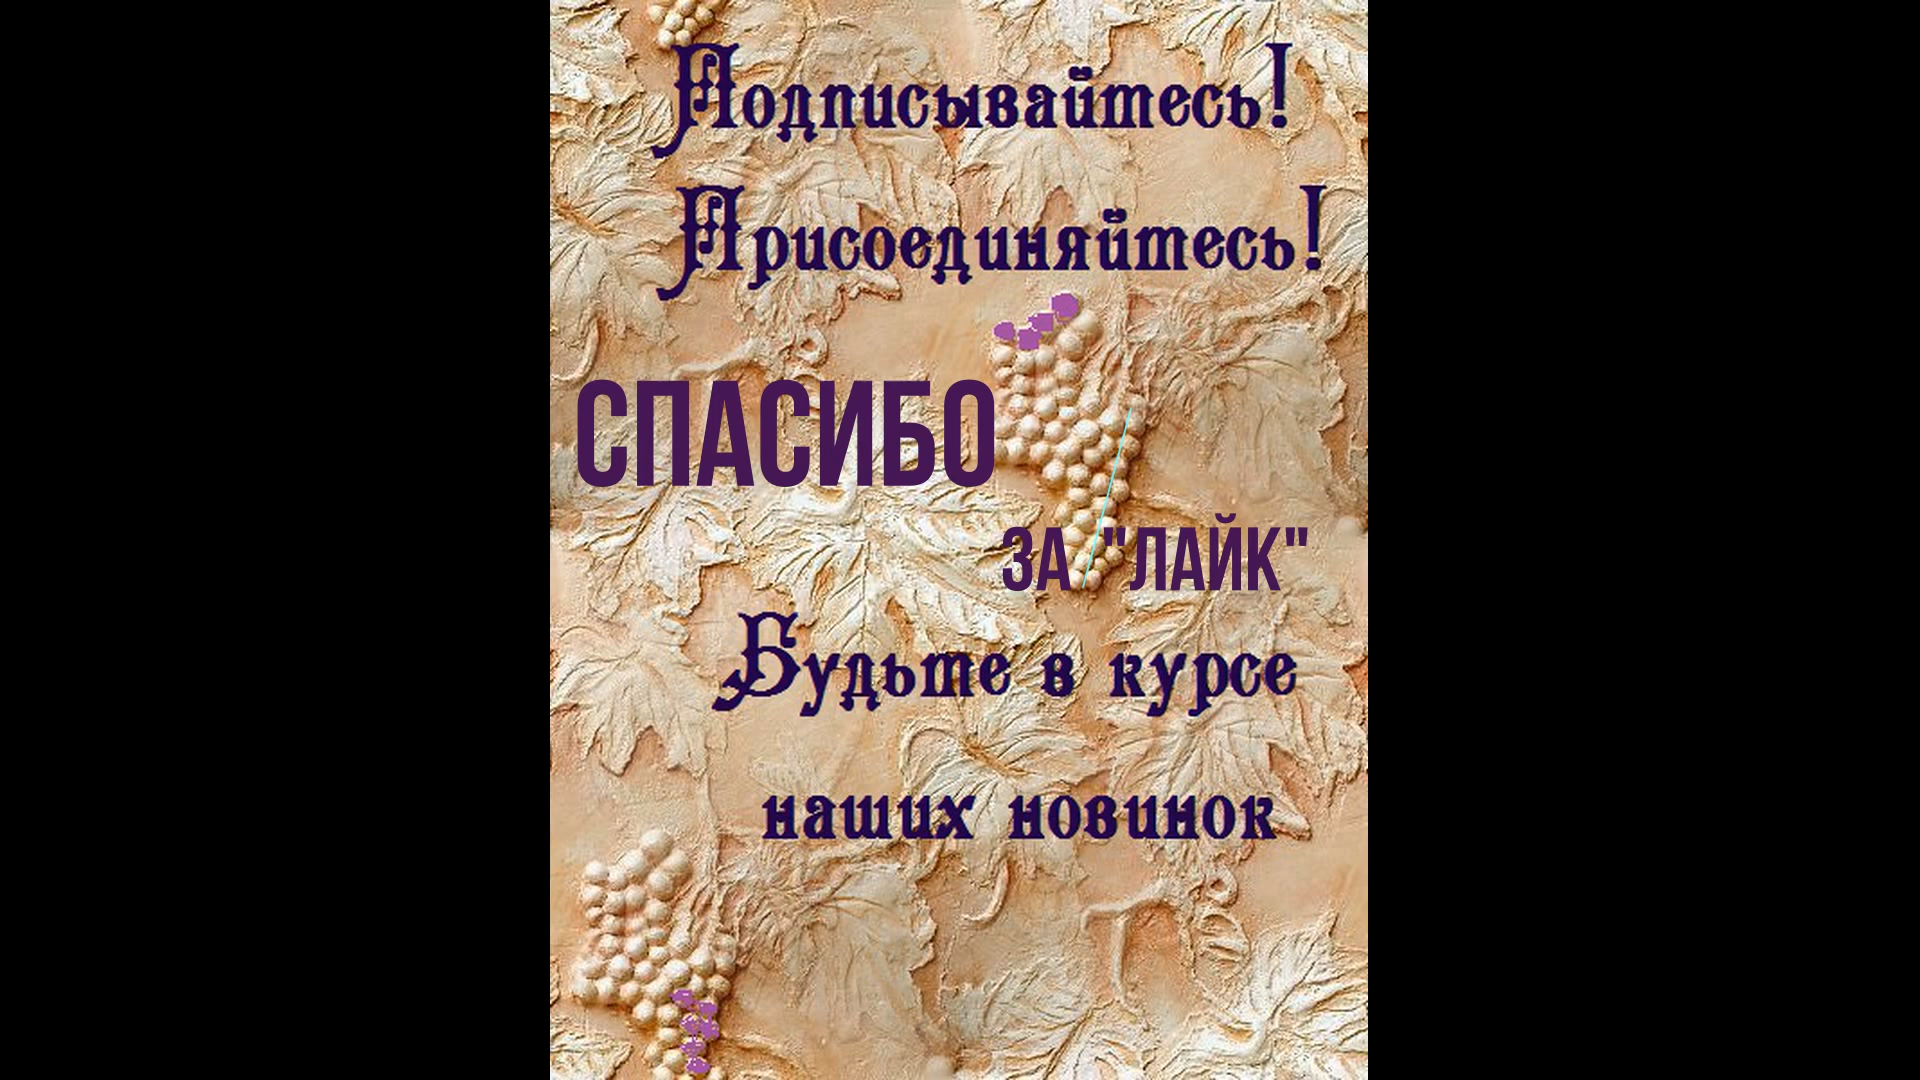 Подписывайтесь!
Присоединяйтесь!
СПАСИБО
ЗА "ЛАЙК"
Будьте в курсе
наших новинок